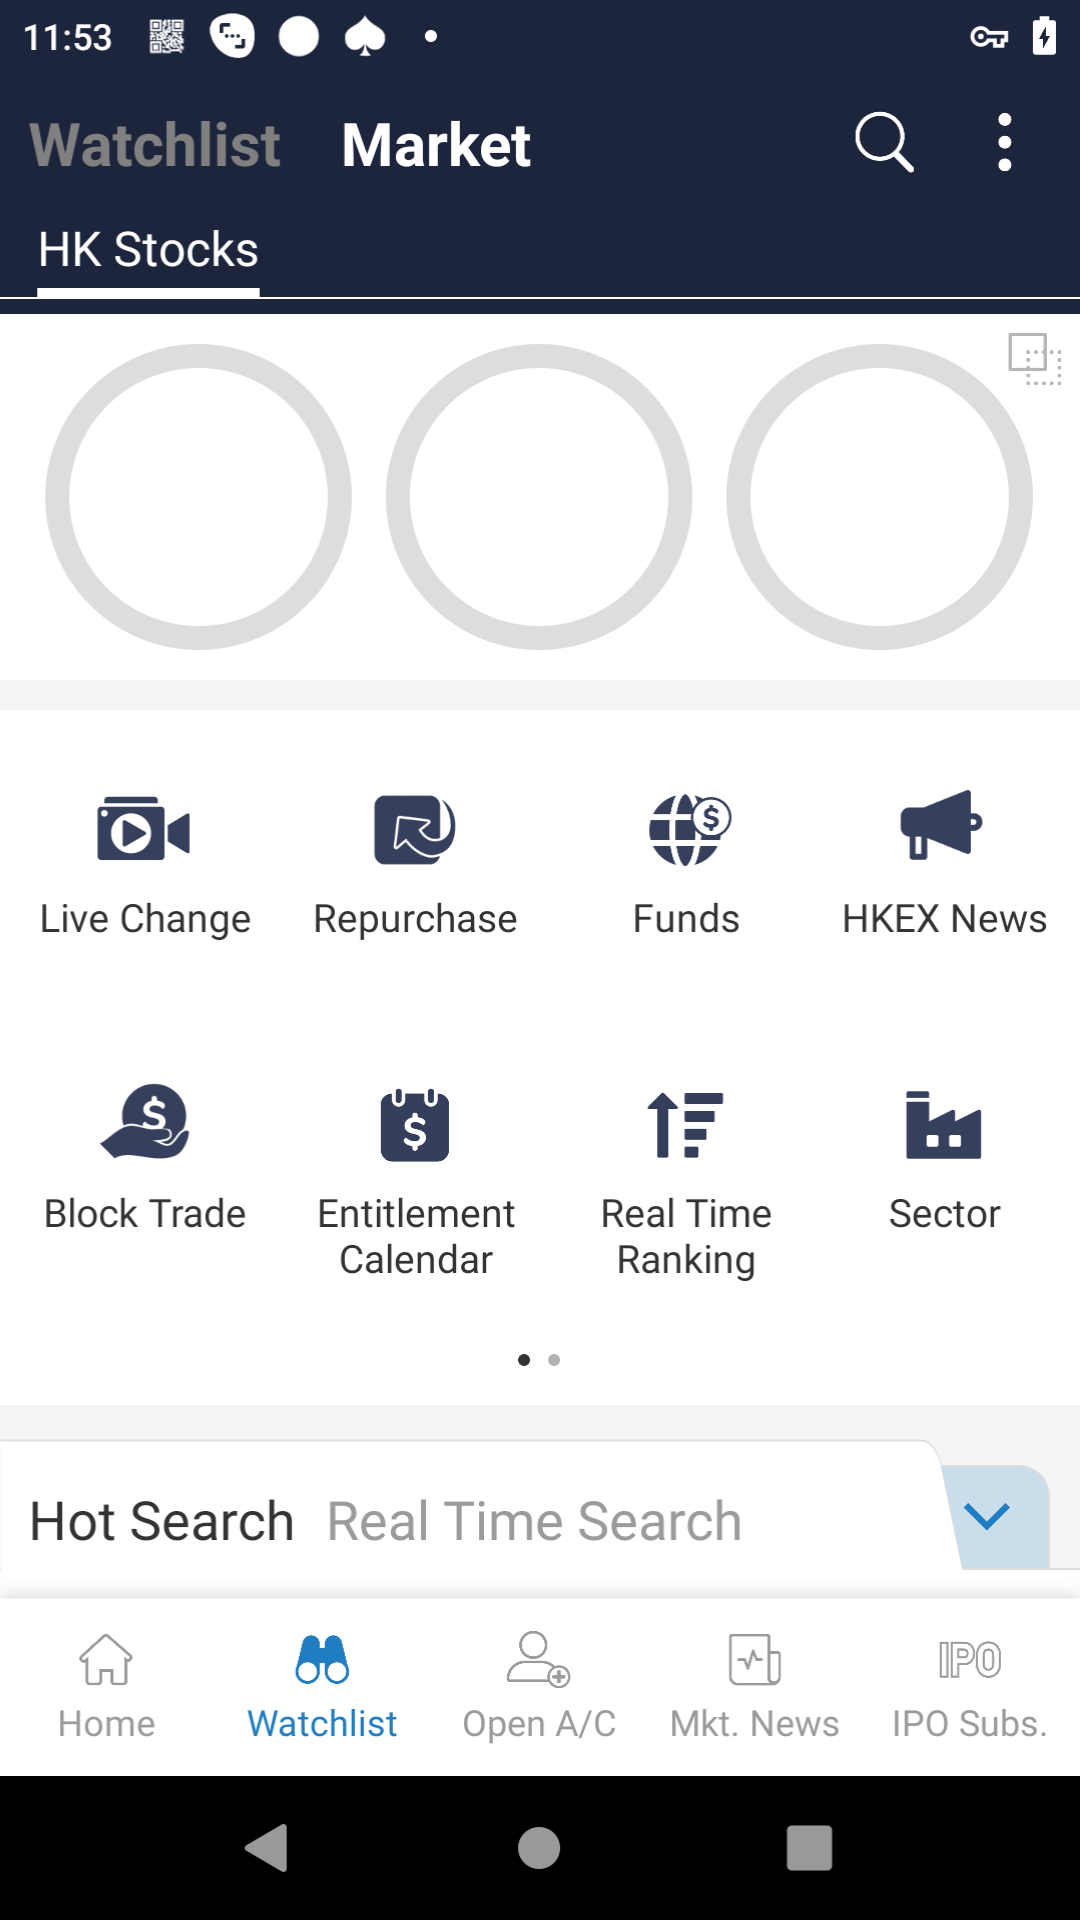 11:53
Watchlist Market
HK Stocks
Live Change Repurchase Funds HKEX News
Block Trade Entitlement Real Time Sector
Calendar Ranking
Hot Search Real Time Search
IPO
Home Watchlist Open A/C Mkt. News IPO Subs.